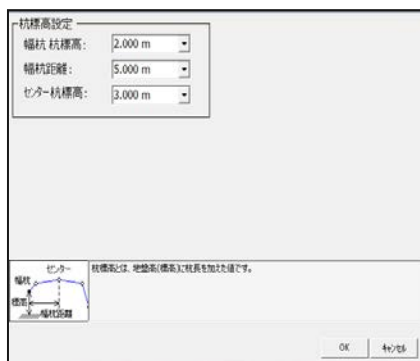 杭標高設定
幅杭 杭標高: 2.000 m
幅杭距離: 5.000 m
センター杭標高: 3.000 m
杭標高とは、地盤高(標高)に杭長を加えた値です。
センター
幅杭
標高
幅杭距離
OK キャンセル